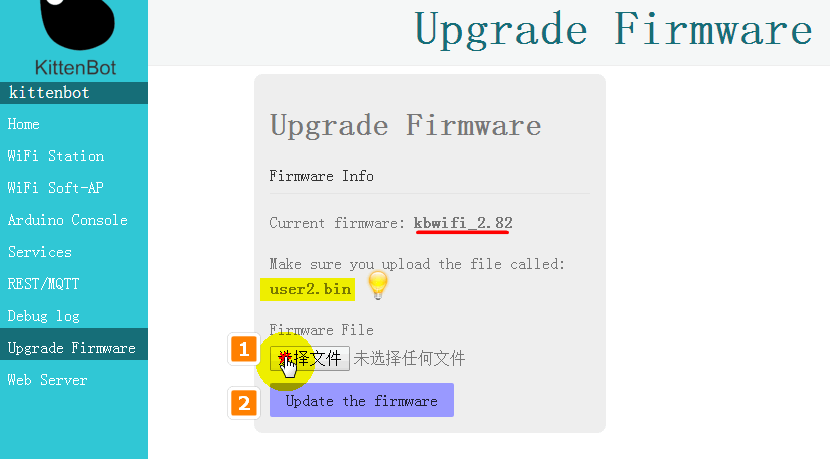 Upgrade Firmware
KittenBot
kittenbot
Home
WiFi Station
WiFi Soft-AP
Arduino Console
Services
REST/MQTT
Debug log
Upgrade Firmware
Web Server
Upgrade Firmware
Firmware Info
Current firmware: kbwifi_2.82
Make sure you upload the file called:
user2.bin
Firmware File
1 选择文件 未选择任何文件
2 Update the firmware